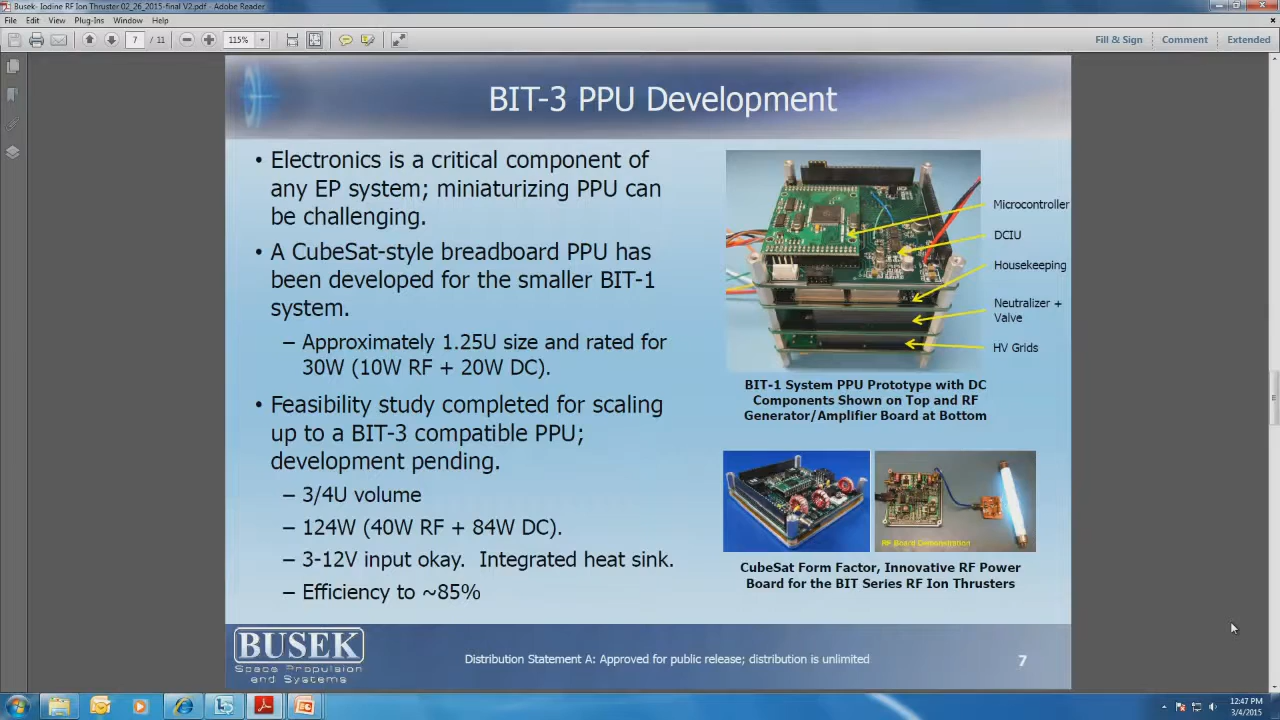 Busek- Iodine RF Ion Thruster 02_26_2015-final V2.pdf - Adobe Reader
File Edit View Plug-Ins Window Help
7 / 11 115% Fill & Sign Comment Extended
BIT-3 PPU Development
• Electronics is a critical component of
any EP system; miniaturizing PPU can
be challenging.
• A CubeSat-style breadboard PPU has
been developed for the smaller BIT-1
system.
– Approximately 1.25U size and rated for
30W (10W RF + 20W DC).
• Feasibility study completed for scaling
up to a BIT-3 compatible PPU;
development pending.
– 3/4U volume
– 124W (40W RF + 84W DC).
– 3-12V input okay. Integrated heat sink.
– Efficiency to ~85%
Microcontroller
DCIU
Housekeeping
Neutralizer +
Valve
HV Grids
BIT-1 System PPU Prototype with DC
Components Shown on Top and RF
Generator/Amplifier Board at Bottom
RF Board Demonstration
CubeSat Form Factor, Innovative RF Power
Board for the BIT Series RF Ion Thrusters
BUSEK
Space Propulsion
and Systems
Distribution Statement A: Approved for public release; distribution is unlimited
7
12:47 PM
3/4/2015